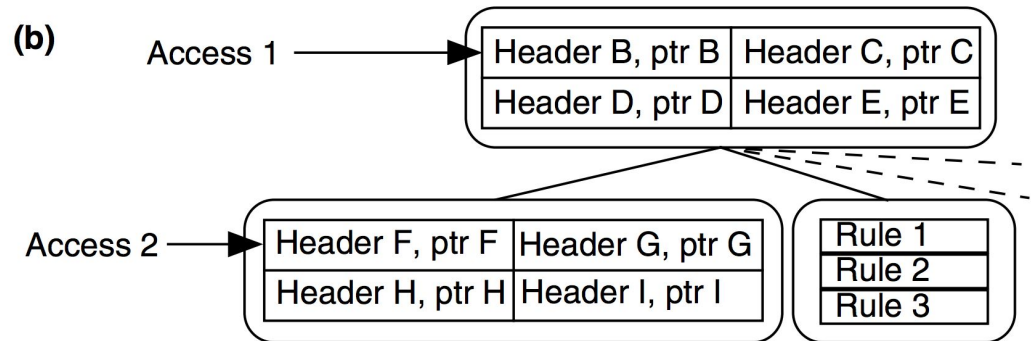 (b)
Access 1
Header B, ptr B
Header C, ptr C
Header D, ptr D
Header E, ptr E
Access 2
Header F, ptr F
Header G, ptr G
Header H, ptr H
Header I, ptr I
Rule 1
Rule 2
Rule 3